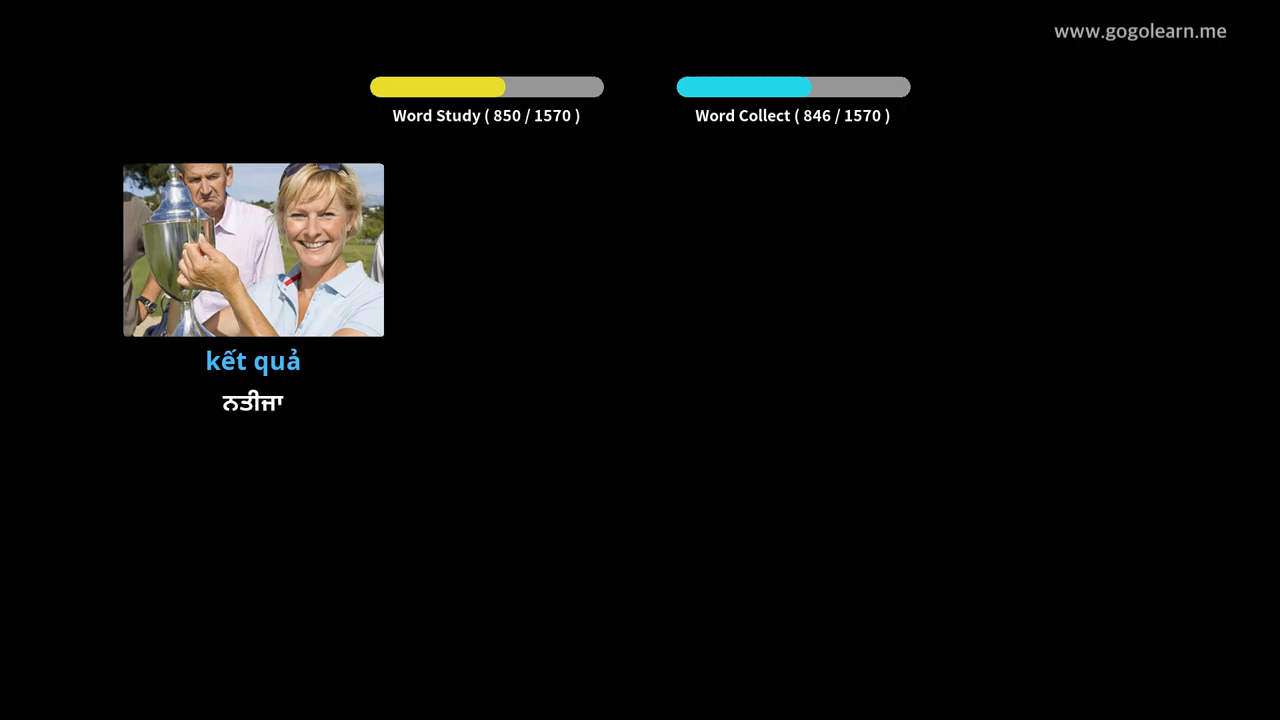 www.gogolearn.me
Word Study ( 850 / 1570 )
Word Collect ( 846 / 1570 )
kết quả
ਨਤੀਜਾ